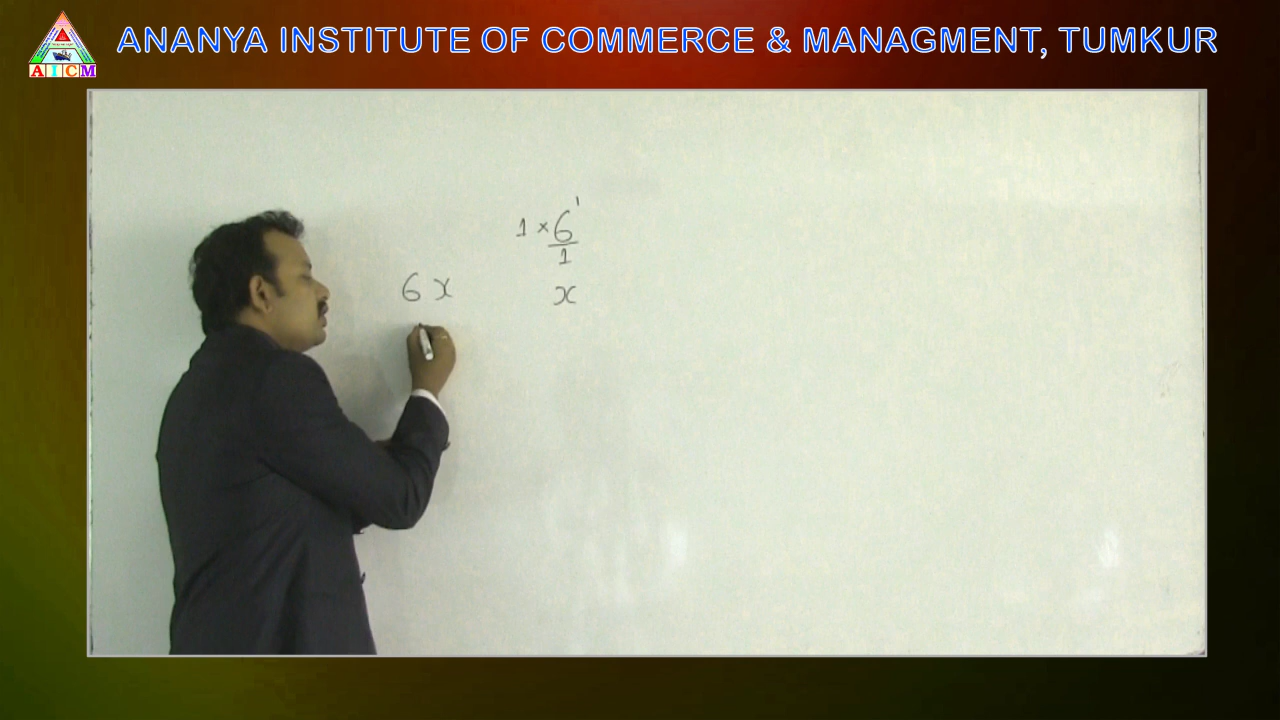 ANANYA INSTITUTE OF COMMERCE & MANAGMENT, TUMKUR
AICM
1 × 6¹
1
6 x
x